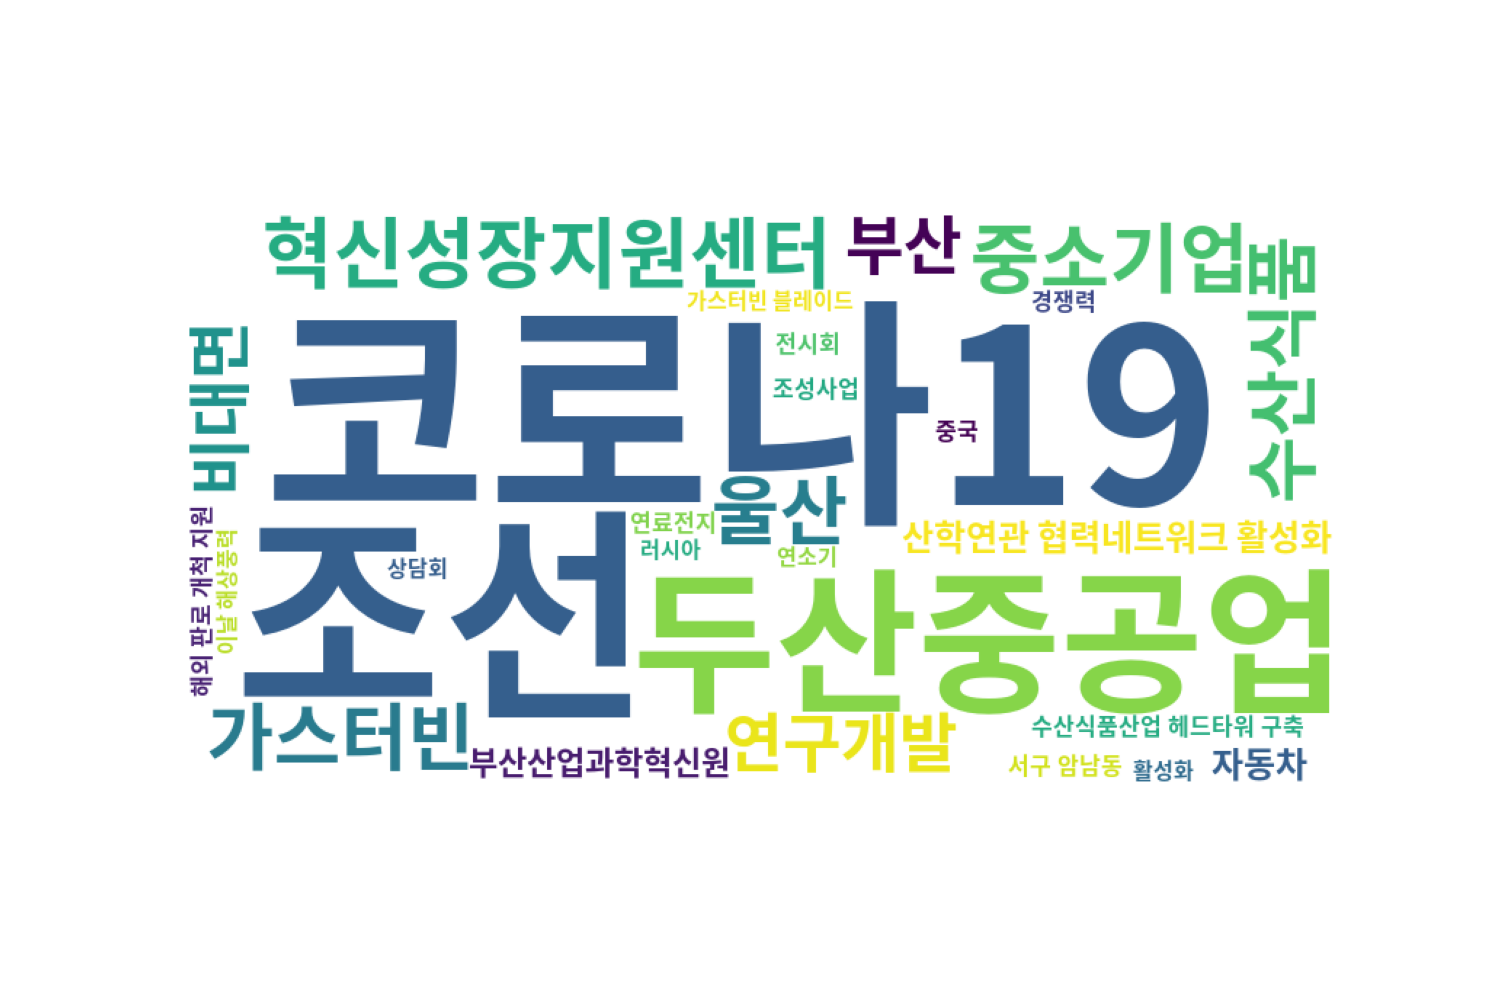 혁신성장지원센터
부산
중소기업
수산식품
가스터빈 블레이드
경쟁력
비대면
코로나19
전시회
조성사업
중국
울산
연료전지
러시아
연소기
산학연관 협력네트워크 활성화
해외 판로 개척 지원
이날 해상풍력
조선
상담회
두산중공업
가스터빈
부산산업과학혁신원
연구개발
수산식품산업 헤드타워 구축
서구 암남동
활성화
자동차